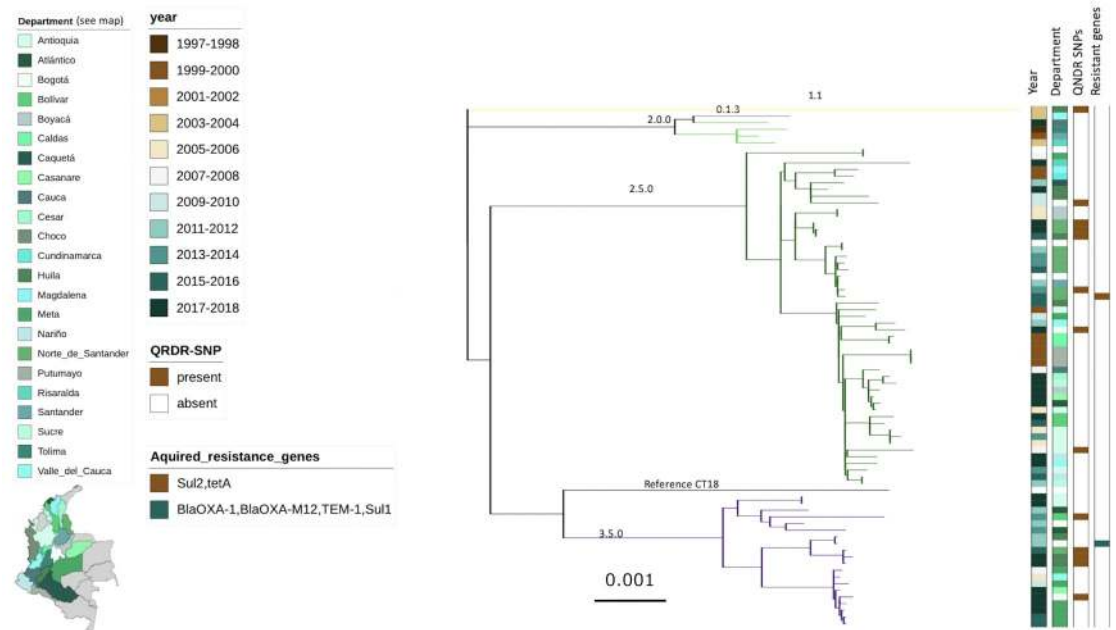 Department (see map)
Antioquia
Atlántico
Bogotá
Bolívar
Boyacá
Caldas
Caquetá
Casanare
Cauca
Cesar
Choco
Cundinamarca
Huila
Magdalena
Meta
Nariño
Norte_de_Santander
Putumayo
Risaralda
Santander
Sucre
Tolima
Valle_del_Cauca
year
1997-1998
1999-2000
2001-2002
2003-2004
2005-2006
2007-2008
2009-2010
2011-2012
2013-2014
2015-2016
2017-2018
QRDR-SNP
present
absent
Aquired_resistance_genes
Sul2,tetA
BlaOXA-1,BlaOXA-M12,TEM-1,Sul1
1.1
0.1.3
2.0.0
2.5.0
Reference CT18
3.5.0
0.001
Year
Department
QNDR SNPs
Resistant genes